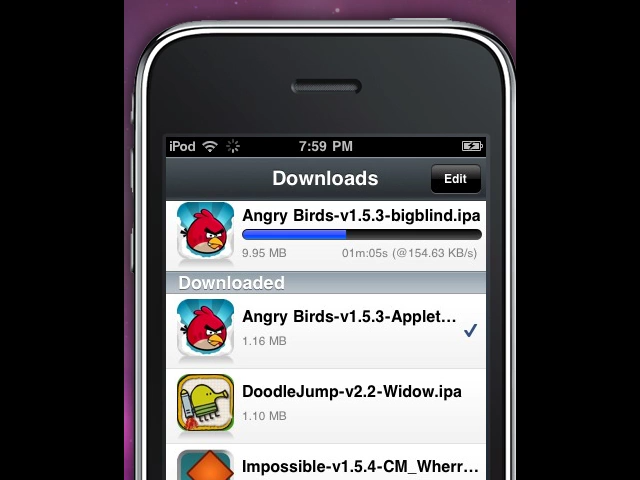 iPod 7:59 PM
Downloads Edit
Angry Birds-v1.5.3-bigblind.ipa
9.95 MB 01m:05s (@154.63 KB/s)
Downloaded
Angry Birds-v1.5.3-Applet...
1.16 MB
DoodleJump-v2.2-Widow.ipa
1.10 MB
Impossible-v1.5.4-CM_Wherr...